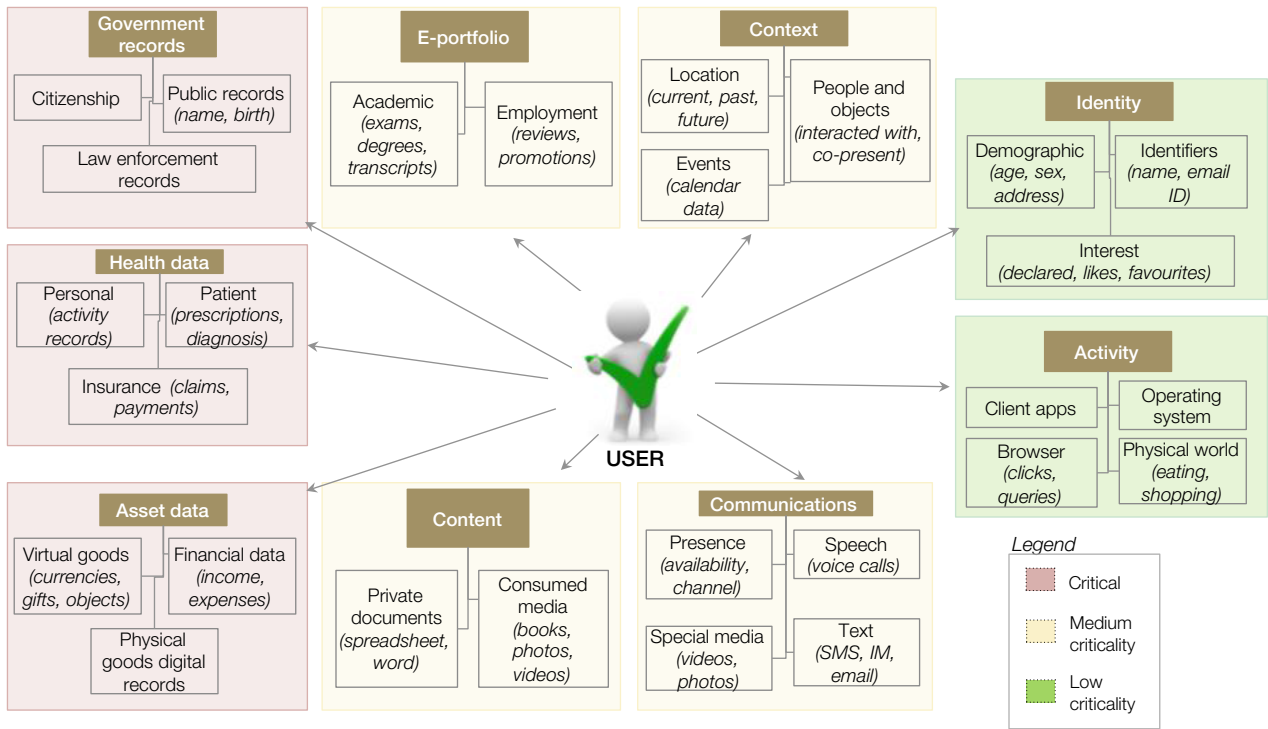 Government
records
Citizenship
Public records
(name, birth)
Law enforcement
records
E-portfolio
Academic
(exams,
degrees,
transcripts)
Employment
(reviews,
promotions)
Context
Location
(current, past,
future)
People and
objects
(interacted with,
co-present)
Events
(calendar
data)
Identity
Demographic
(age, sex,
address)
Identifiers
(name, email
ID)
Interest
(declared, likes, favourites)
Health data
Personal
(activity
records)
Patient
(prescriptions,
diagnosis)
Insurance (claims,
payments)
USER
Activity
Client apps
Operating
system
Browser
(clicks,
queries)
Physical world
(eating,
shopping)
Asset data
Virtual goods
(currencies,
gifts, objects)
Financial data
(income,
expenses)
Physical
goods digital
records
Content
Private
documents
(spreadsheet,
word)
Consumed
media
(books,
photos,
videos)
Communications
Presence
(availability,
channel)
Speech
(voice calls)
Special media
(videos,
photos)
Text
(SMS, IM,
email)
Legend
Critical
Medium
criticality
Low
criticality